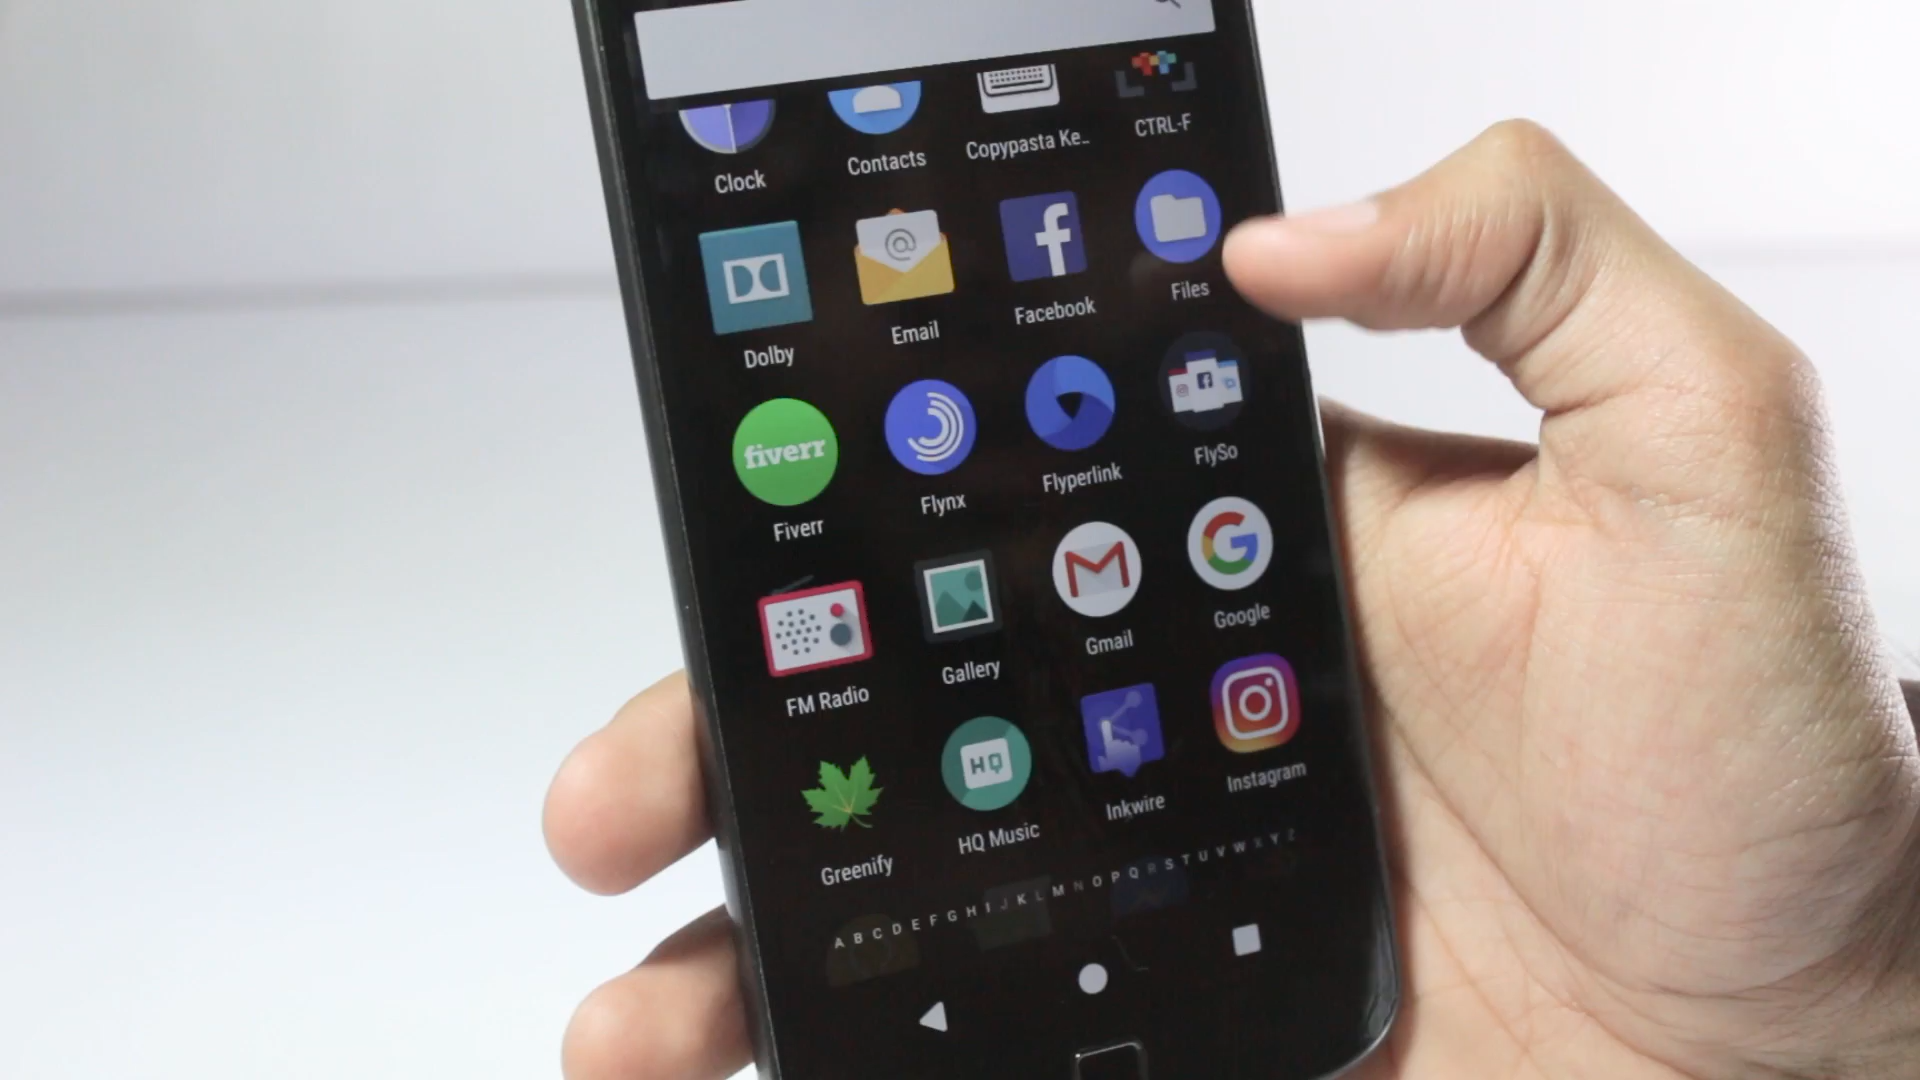 Clock Contacts Copypasta Ke.. CTRL-F
@ f
Dolby Email Facebook Files
fiverr
Fiverr Flynx Flyperlink FlySo
M G
FM Radio Gallery Gmail Google
HQ
Greenify HQ Music Inkwire Instagram
A B C D E F G H I J K L M N O P Q R S T U V W X Y Z